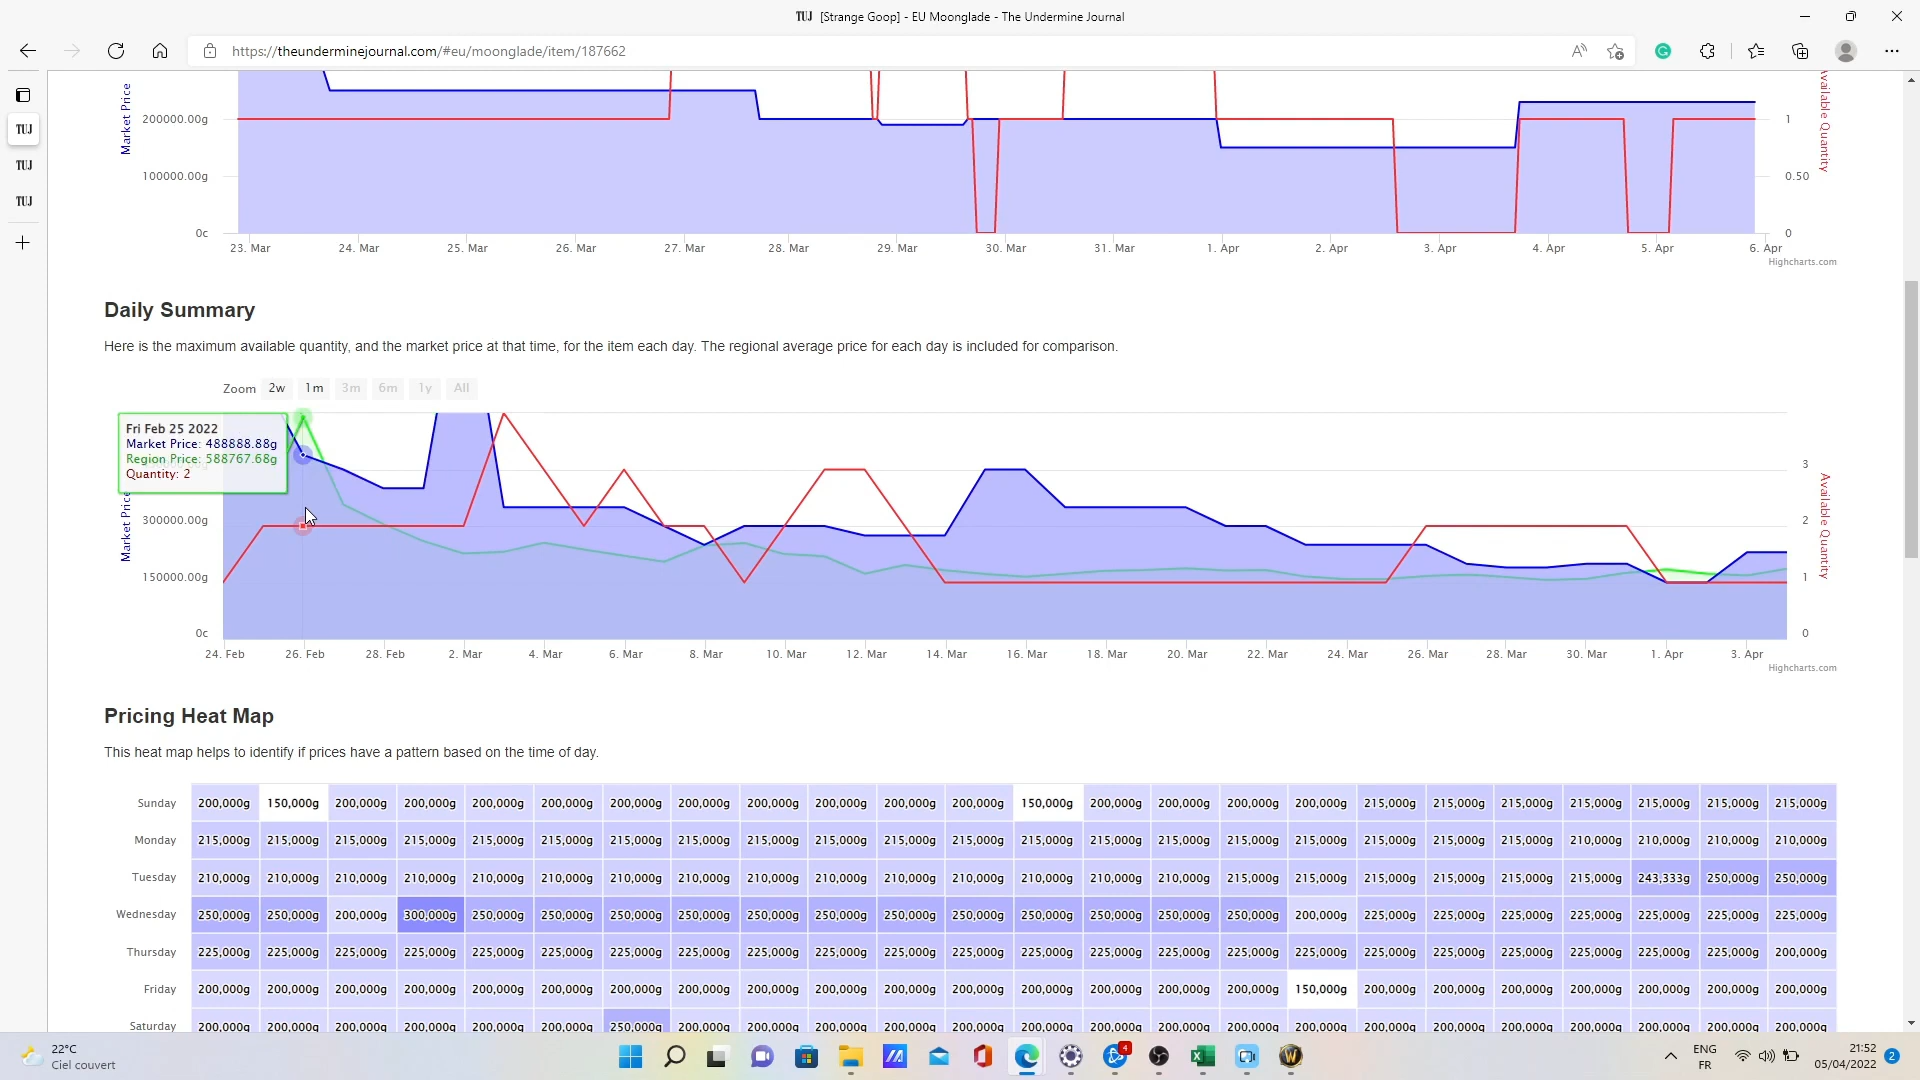 TUJ [Strange Goop] - EU Moonglade - The Undermine Journal
https://theunderminejournal.com/#eu/moonglade/item/187662
TUJ
TUJ
TUJ
Market Price
200000.00g
100000.00g
0c
1
0.50
0
Available Quantity
23. Mar 24. Mar 25. Mar 26. Mar 27. Mar 28. Mar 29. Mar 30. Mar 31. Mar 1. Apr 2. Apr 3. Apr 4. Apr 5. Apr 6. Apr
Highcharts.com
Daily Summary
Here is the maximum available quantity, and the market price at that time, for the item each day. The regional average price for each day is included for comparison.
Zoom 2w 1m 3m 6m 1y All
Fri Feb 25 2022
Market Price: 488888.88g
Region Price: 588767.68g
Quantity: 2
Market Price
300000.00g
150000.00g
0c
3
2
1
0
Available Quantity
24. Feb 26. Feb 28. Feb 2. Mar 4. Mar 6. Mar 8. Mar 10. Mar 12. Mar 14. Mar 16. Mar 18. Mar 20. Mar 22. Mar 24. Mar 26. Mar 28. Mar 30. Mar 1. Apr 3. Apr
Highcharts.com
Pricing Heat Map
This heat map helps to identify if prices have a pattern based on the time of day.
Sunday 200,000g 150,000g 200,000g 200,000g 200,000g 200,000g 200,000g 200,000g 200,000g 200,000g 200,000g 200,000g 150,000g 200,000g 200,000g 200,000g 200,000g 215,000g 215,000g 215,000g 215,000g 215,000g 215,000g 215,000g
Monday 215,000g 215,000g 215,000g 215,000g 215,000g 215,000g 215,000g 215,000g 215,000g 215,000g 215,000g 215,000g 215,000g 215,000g 215,000g 215,000g 215,000g 215,000g 215,000g 215,000g 210,000g 210,000g 210,000g 210,000g
Tuesday 210,000g 210,000g 210,000g 210,000g 210,000g 210,000g 210,000g 210,000g 210,000g 210,000g 210,000g 210,000g 210,000g 210,000g 210,000g 215,000g 215,000g 215,000g 215,000g 215,000g 215,000g 243,333g 250,000g 250,000g
Wednesday 250,000g 250,000g 200,000g 300,000g 250,000g 250,000g 250,000g 250,000g 250,000g 250,000g 250,000g 250,000g 250,000g 250,000g 250,000g 250,000g 200,000g 225,000g 225,000g 225,000g 225,000g 225,000g 225,000g 225,000g
Thursday 225,000g 225,000g 225,000g 225,000g 225,000g 225,000g 225,000g 225,000g 225,000g 225,000g 225,000g 225,000g 225,000g 225,000g 225,000g 225,000g 225,000g 225,000g 225,000g 225,000g 225,000g 225,000g 225,000g 200,000g
Friday 200,000g 200,000g 200,000g 200,000g 200,000g 200,000g 200,000g 200,000g 200,000g 200,000g 200,000g 200,000g 200,000g 200,000g 200,000g 200,000g 150,000g 200,000g 200,000g 200,000g 200,000g 200,000g 200,000g 200,000g
Saturday 200,000g 200,000g 200,000g 200,000g 200,000g 200,000g 250,000g 200,000g 200,000g 200,000g 200,000g 200,000g 200,000g 200,000g 200,000g 200,000g 200,000g 200,000g 200,000g 200,000g 200,000g 200,000g 200,000g 200,000g
22°C
Ciel couvert
4
ENG
FR
21:52
05/04/2022
2